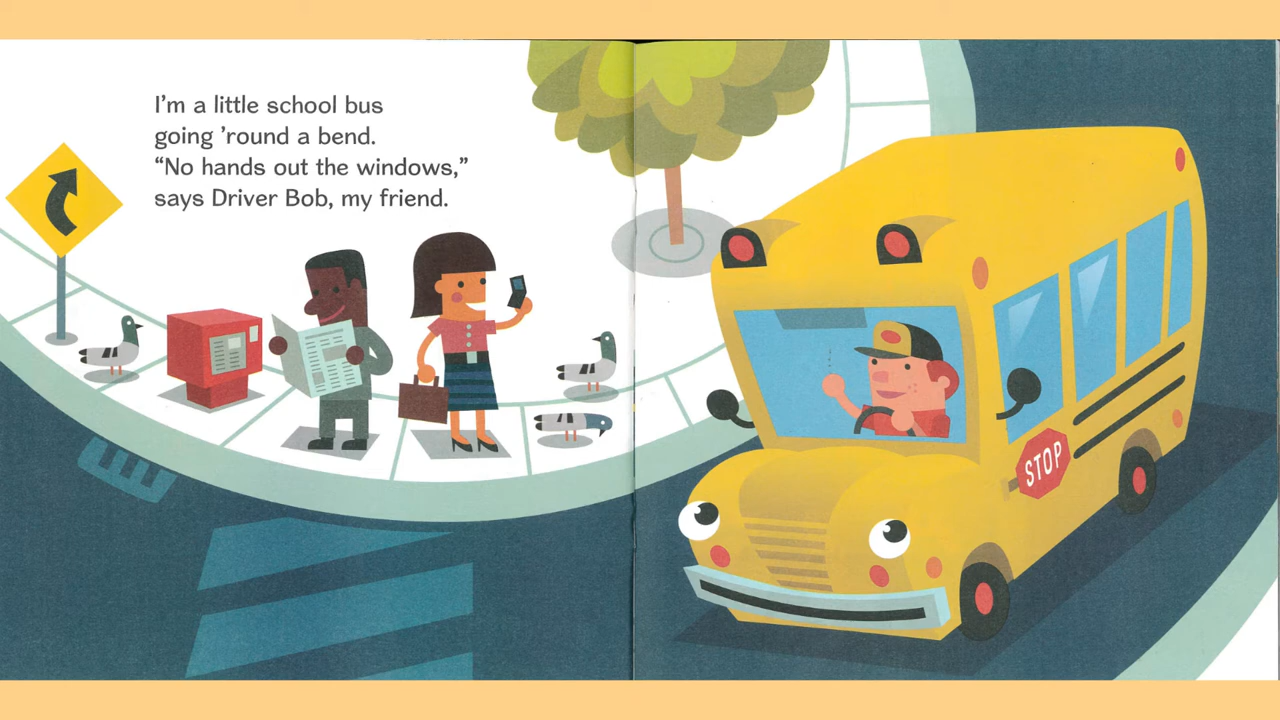 I'm a little school bus
going 'round a bend.
“No hands out the windows,”
says Driver Bob, my friend.
STOP